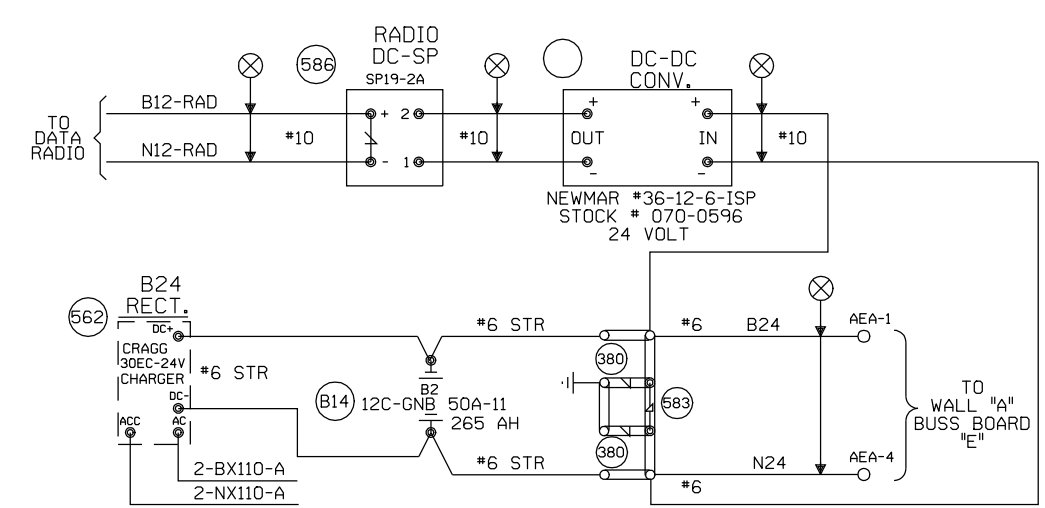 RADIO
DC-SP
586
SP19-2A
DC-DC
CONV.
B12-RAD
+ 2
+ +
TO
DATA
RADIO
#10
#10
OUT IN
#10
N12-RAD
- 1
- -
NEWMAR #36-12-6-ISP
STOCK # 070-0596
24 VOLT
B24
RECT.
562
DC+
CRAGG
30EC-24V
CHARGER
DC-
ACC
AC
#6 STR
#6 STR
#6
B24
AEA-1
380
B2
B14
12C-GNB 50A-11
265 AH
583
TO
WALL "A"
BUSS BOARD
"E"
380
#6 STR
N24
AEA-4
#6
2-BX110-A
2-NX110-A